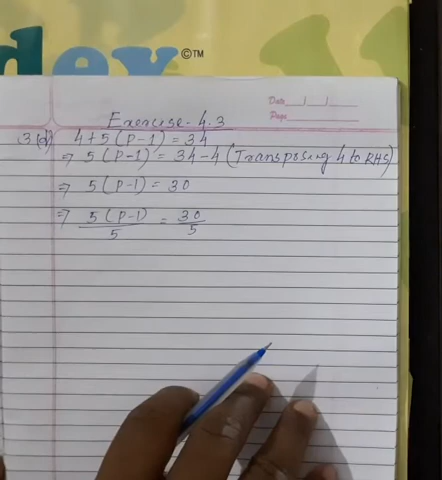 dex ©™
Date / /
Page
Exercise-4.3
3(d) 4+5(P-1)=34
⇒ 5(P-1) = 34-4 (Transposing 4 to RHS)
⇒ 5(P-1) = 30
⇒ 5(P-1)/5 = 30/5